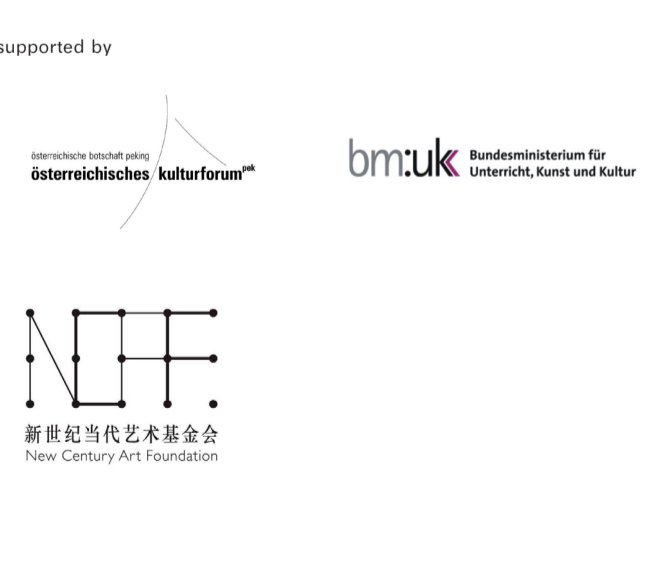 supported by
österreichische botschaft peking
österreichisches kulturforum pek
bm:uk
Bundesministerium für
Unterricht, Kunst und Kultur
新世纪当代艺术基金会
New Century Art Foundation